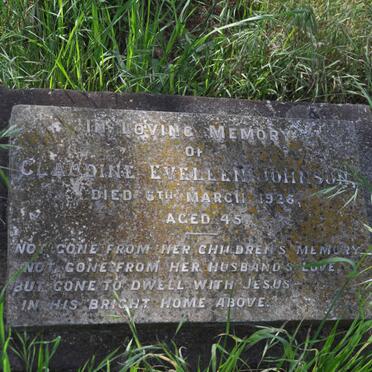 IN LOVING MEMORY
OF
CLAUDINE EVELLEN JOHNSON
DIED 5TH MARCH 1926,
AGED 45
NOT GONE FROM HER CHILDREN'S MEMORY
NOT GONE FROM HER HUSBAND'S LOVE,
BUT GONE TO DWELL WITH JESUS
IN HIS BRIGHT HOME ABOVE.